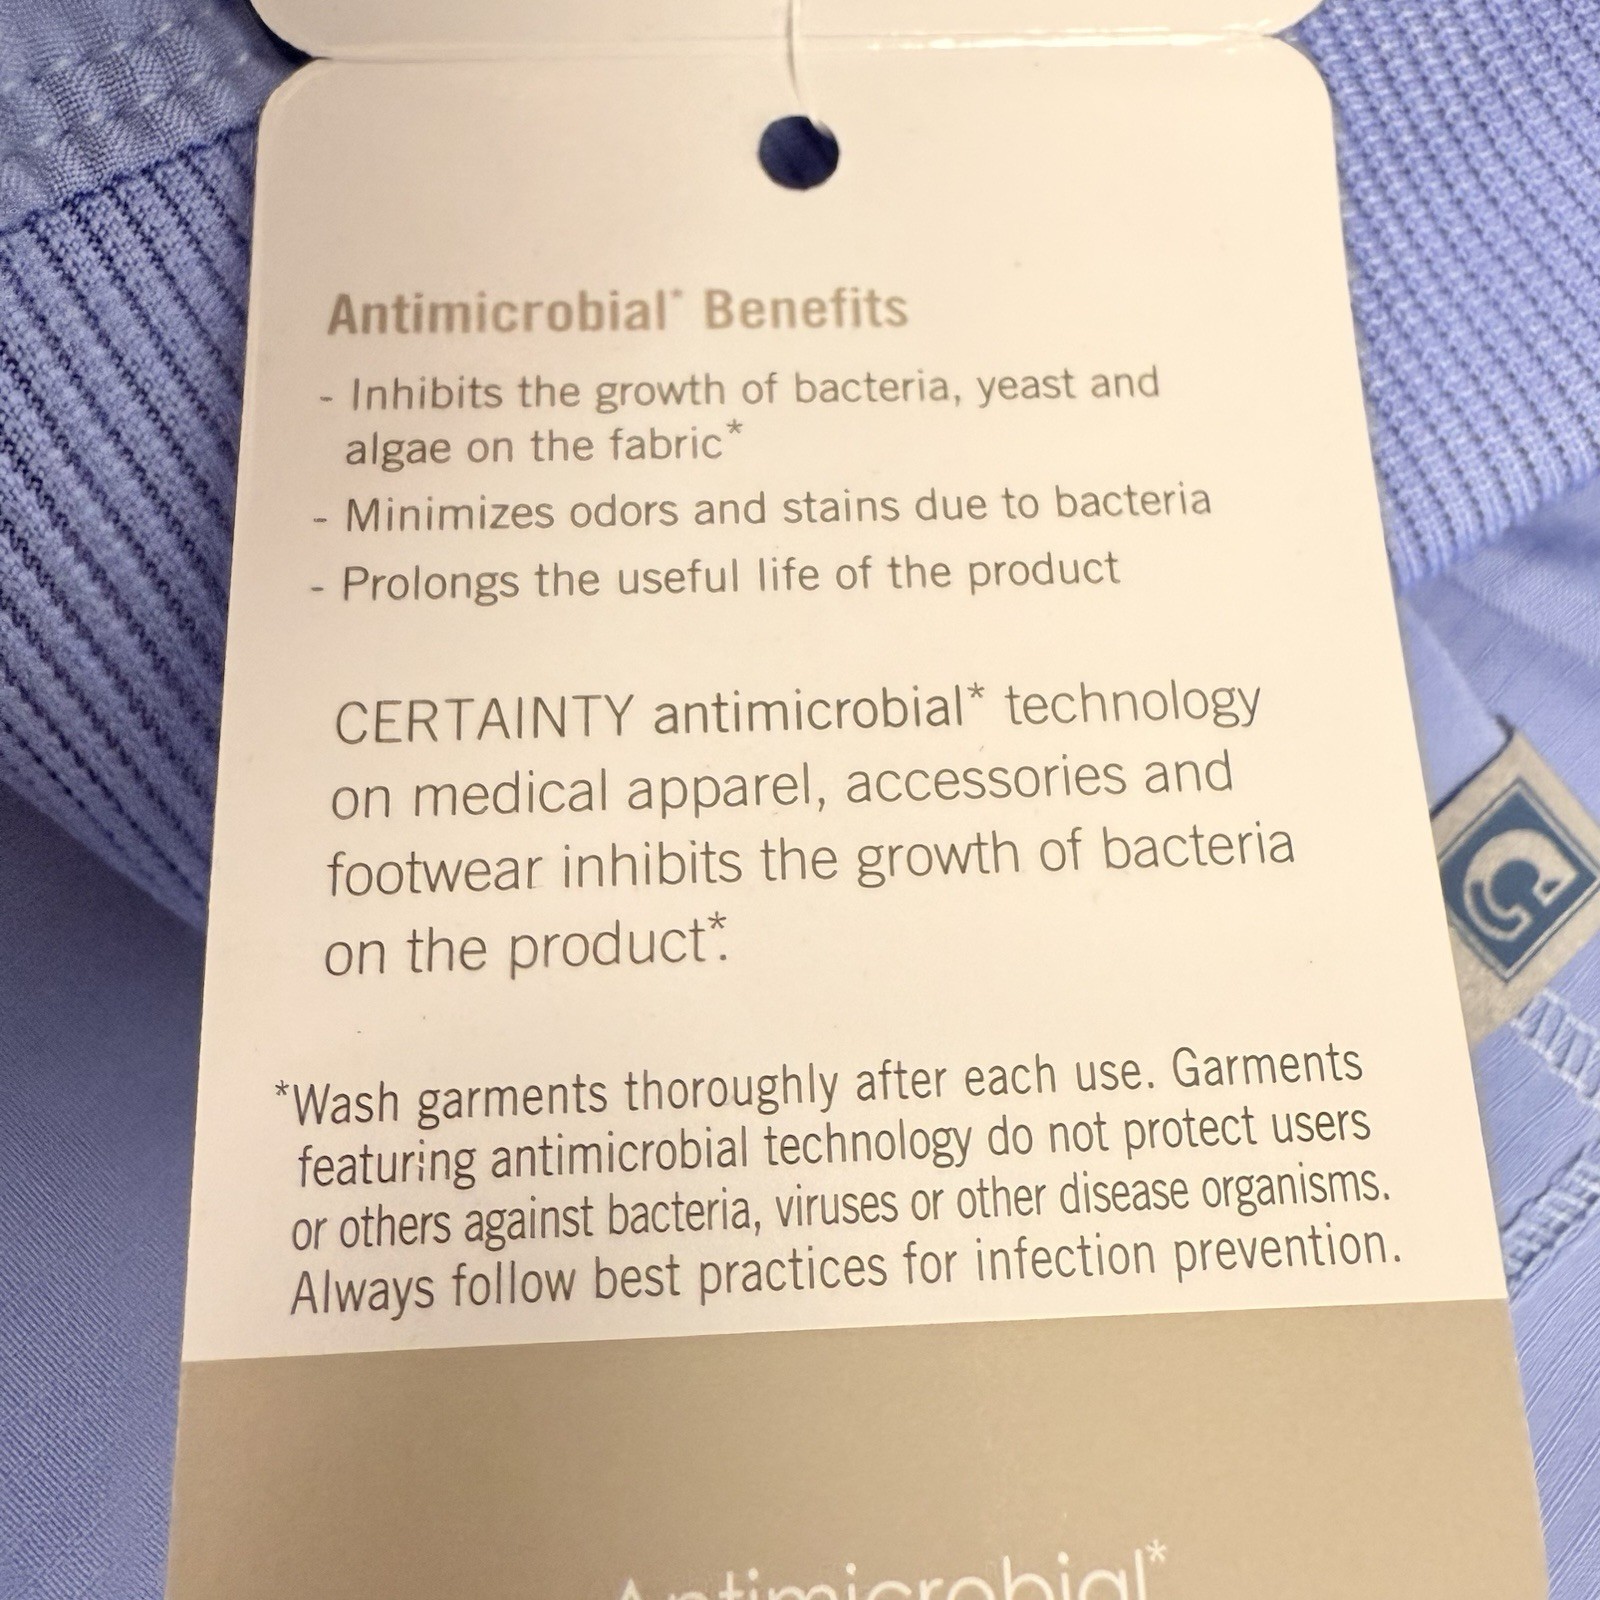 Antimicrobial* Benefits
- Inhibits the growth of bacteria, yeast and
algae on the fabric*
- Minimizes odors and stains due to bacteria
- Prolongs the useful life of the product
CERTAINTY antimicrobial* technology
on medical apparel, accessories and
footwear inhibits the growth of bacteria
on the product*.
*Wash garments thoroughly after each use. Garments
featuring antimicrobial technology do not protect users
or others against bacteria, viruses or other disease organisms.
Always follow best practices for infection prevention.
Antimicrobial*